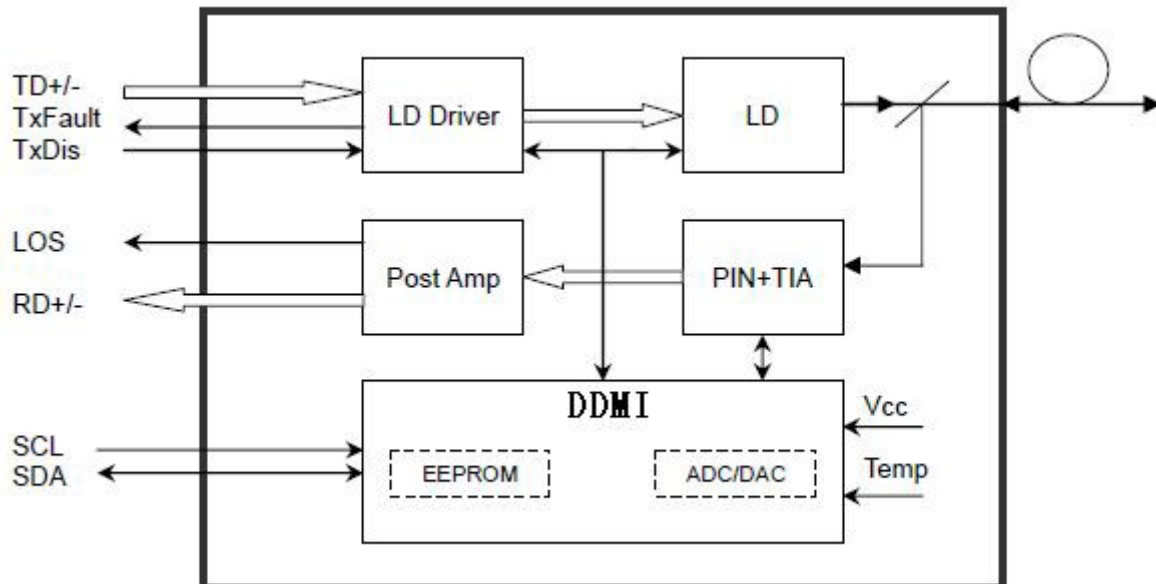 TD+/-
TxFault
TxDis
LD Driver
LD
LOS
RD+/-
Post Amp
PIN+TIA
DDMI
Vcc
SCL
SDA
EEPROM
ADC/DAC
Temp